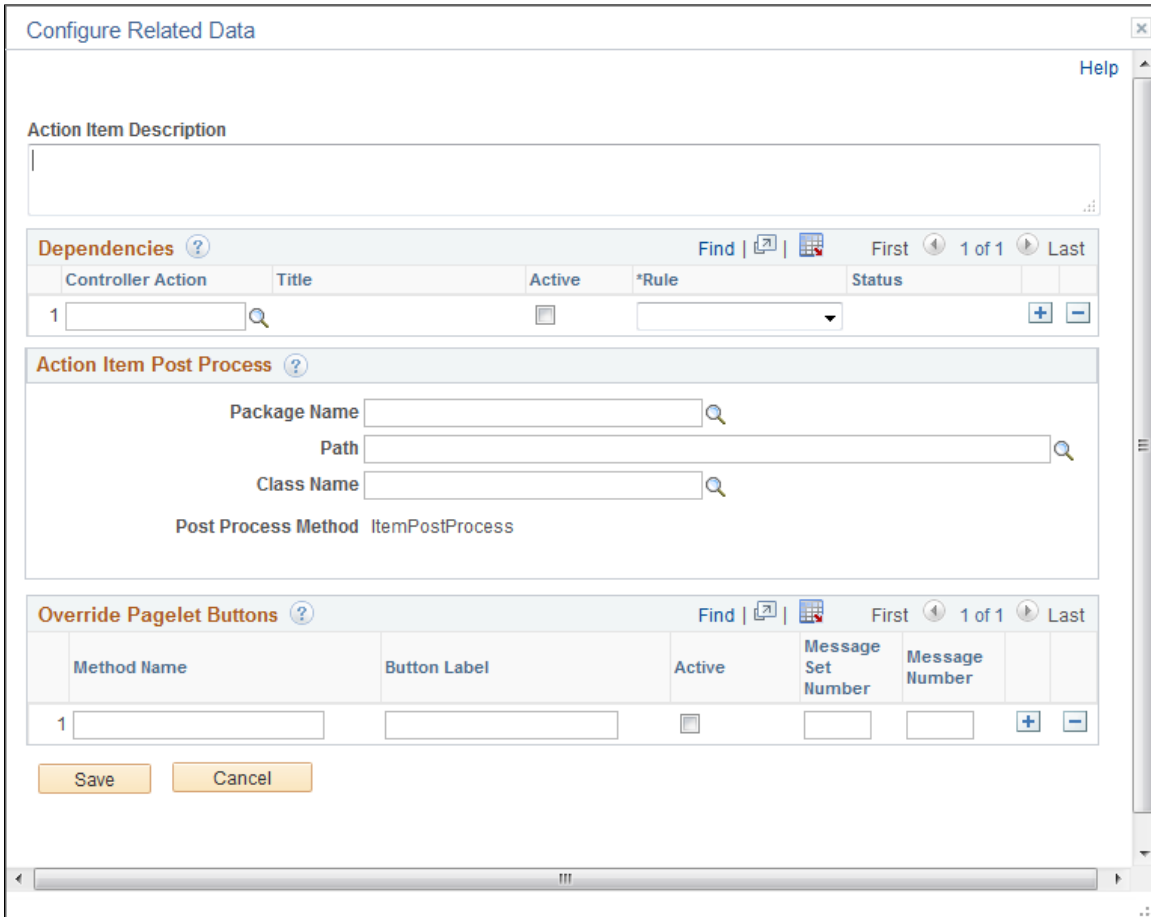 Configure Related Data
Help
Action Item Description
Dependencies ? Find | | First 1 of 1 Last
Controller Action Title Active *Rule Status
1
Action Item Post Process ?
Package Name
Path
Class Name
Post Process Method ItemPostProcess
Override Pagelet Buttons ? Find | | First 1 of 1 Last
Method Name Button Label Active Message Set Number Message Number
1
Save Cancel